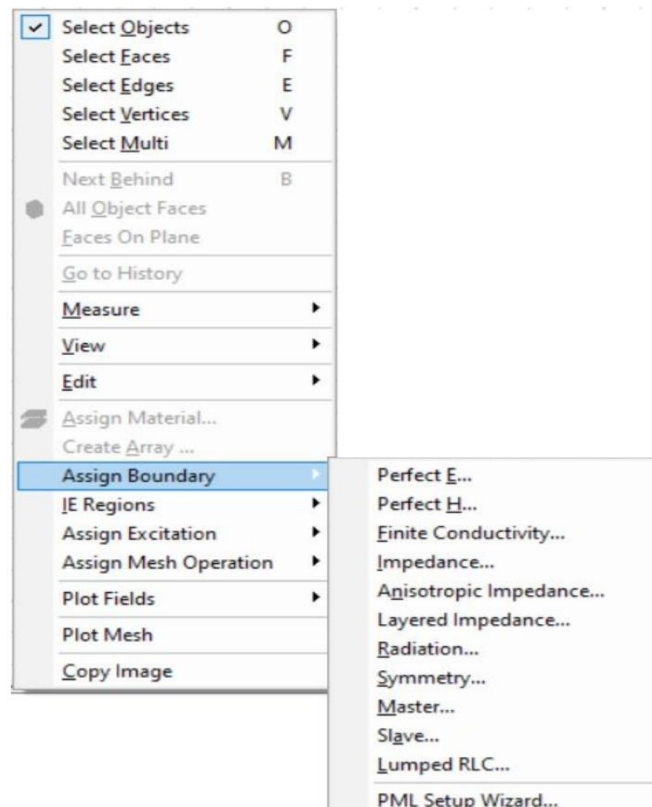 Select Objects O
Select Faces F
Select Edges E
Select Vertices V
Select Multi M
Next Behind B
All Object Faces
Faces On Plane
Go to History
Measure
View
Edit
Assign Material...
Create Array ...
Assign Boundary
IE Regions
Assign Excitation
Assign Mesh Operation
Plot Fields
Plot Mesh
Copy Image
Perfect E...
Perfect H...
Finite Conductivity...
Impedance...
Anisotropic Impedance...
Layered Impedance...
Radiation...
Symmetry...
Master...
Slave...
Lumped RLC...
PML Setup Wizard...